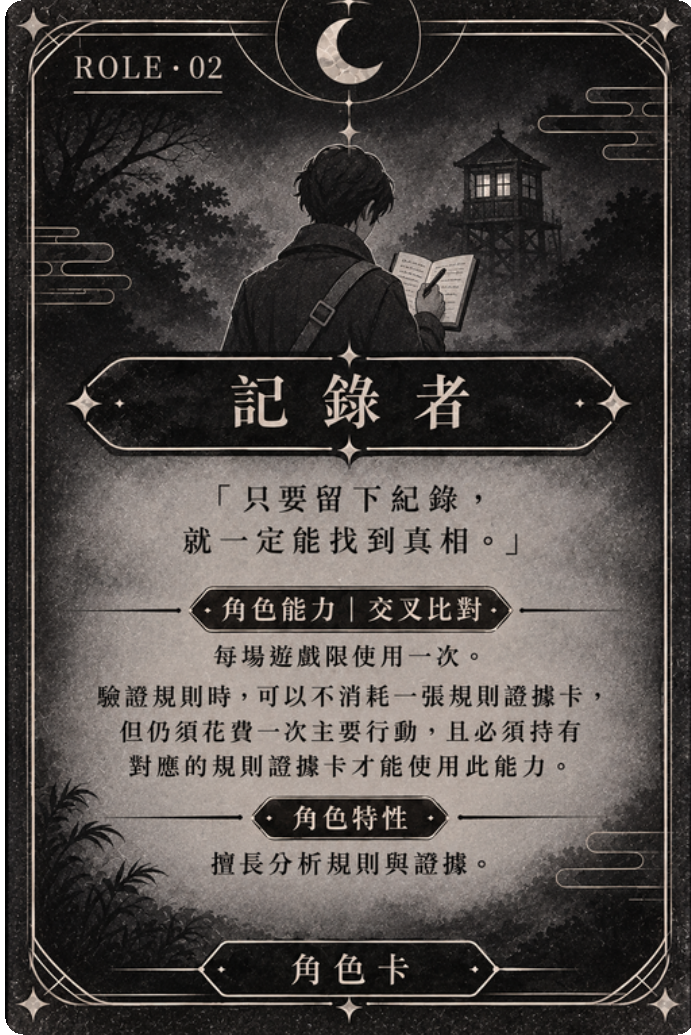 ROLE·02
記錄者
「只要留下紀錄，
就一定能找到真相。」
角色能力｜交叉比對
每場遊戲限使用一次。
驗證規則時，可以不消耗一張規則證據卡，
但仍須花費一次主要行動，且必須持有
對應的規則證據卡才能使用此能力。
角色特性
擅長分析規則與證據。
角色卡